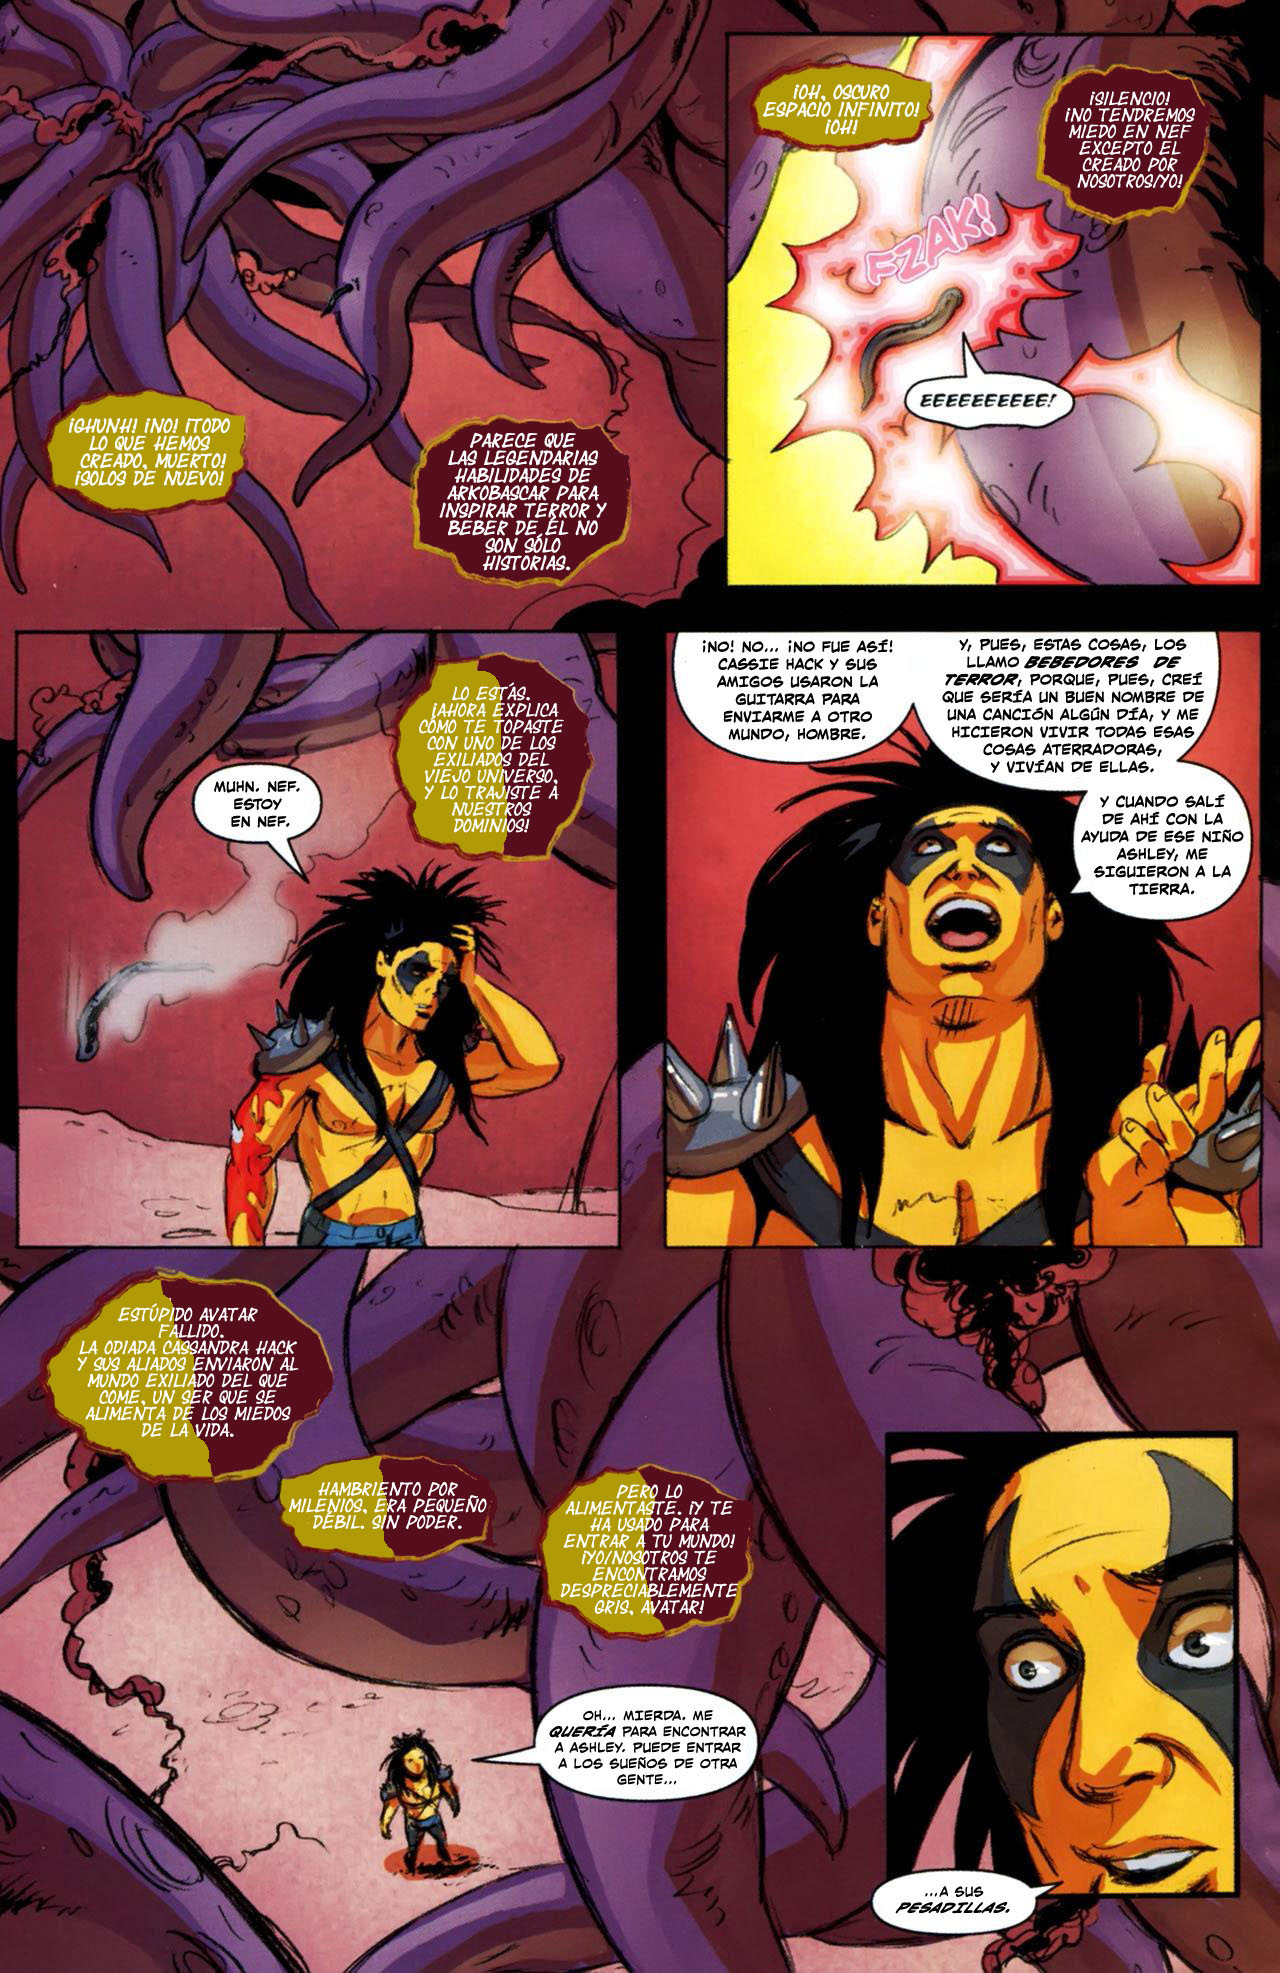 ¡GHUNH! ¡NO! ¡TODO
LO QUE HEMOS
CREADO, MUERTO!
¡SOLOS DE NUEVO!
PARECE QUE
LAS LEGENDARIAS
HABILIDADES DE
ARKOBASCAR PARA
INSPIRAR TERROR Y
BEBER DE ÉL NO
SON SÓLO
HISTORIAS.
¡OH, OSCURO
ESPACIO INFINITO!
¡OH!
¡SILENCIO!
¡NO TENDREMOS
MIEDO EN NEF
EXCEPTO EL
CREADO POR
NOSOTROS/YO!
FZAK!
EEEEEEEEEE!
LO ESTÁS.
¡AHORA EXPLICA
CÓMO TE TOPASTE
CON UNO DE LOS
EXILIADOS DEL
VIEJO UNIVERSO,
Y LO TRAJISTE A
NUESTROS
DOMINIOS!
MUHN. NEF.
ESTOY
EN NEF.
¡NO! NO... ¡NO FUE ASÍ!
CASSIE HACK Y SUS
AMIGOS USARON LA
GUITARRA PARA
ENVIARME A OTRO
MUNDO, HOMBRE.
Y, PUES, ESTAS COSAS, LOS
LLAMO BEBEDORES DE
TERROR, PORQUE, PUES, CREÍ
QUE SERÍA UN BUEN NOMBRE DE
UNA CANCIÓN ALGÚN DÍA, Y ME
HICIERON VIVIR TODAS ESAS
COSAS ATERRADORAS,
Y VIVÍAN DE ELLAS.
Y CUANDO SALÍ
DE AHÍ CON LA
AYUDA DE ESE NIÑO
ASHLEY, ME
SIGUIERON A LA
TIERRA.
ESTÚPIDO AVATAR
FALLIDO.
LA ODIADA CASSANDRA HACK
Y SUS ALIADOS ENVIARON AL
MUNDO EXILIADO DEL QUE
COME, UN SER QUE SE
ALIMENTA DE LOS MIEDOS
DE LA VIDA.
HAMBRIENTO POR
MILENIOS, ERA PEQUEÑO
DÉBIL. SIN PODER.
PERO LO
ALIMENTASTE. ¡Y TE
HA USADO PARA
ENTRAR A TU MUNDO!
¡YO/NOSOTROS TE
ENCONTRAMOS
DESPRECIABLEMENTE
GRIS, AVATAR!
OH... MIERDA. ME
QUERÍA PARA ENCONTRAR
A ASHLEY. PUEDE ENTRAR
A LOS SUEÑOS DE OTRA
GENTE...
...A SUS
PESADILLAS.